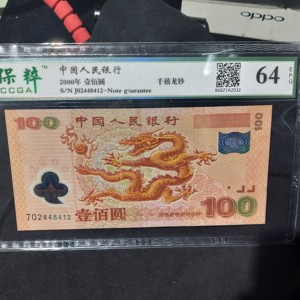 oppo
保粹™
CCGA
中国人民银行
2000年 壹佰圆
千禧龙钞
S/N J02448412~Note guarantee
64
EPQ
100
中国人民银行
100
J02448412
壹佰圆
100